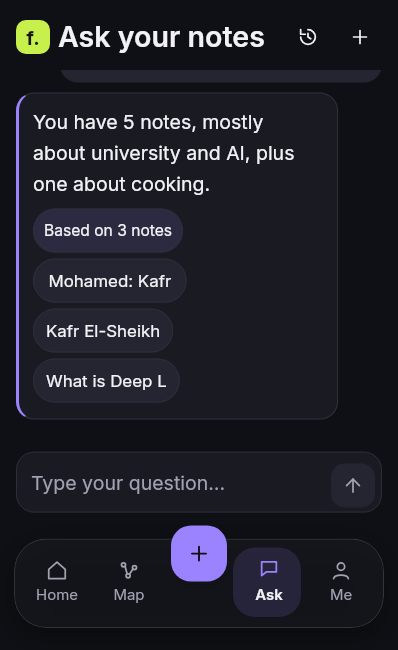 f. Ask your notes
You have 5 notes, mostly
about university and AI, plus
one about cooking.
Based on 3 notes
Mohamed: Kafr
Kafr El-Sheikh
What is Deep L
Type your question...
Home Map Ask Me